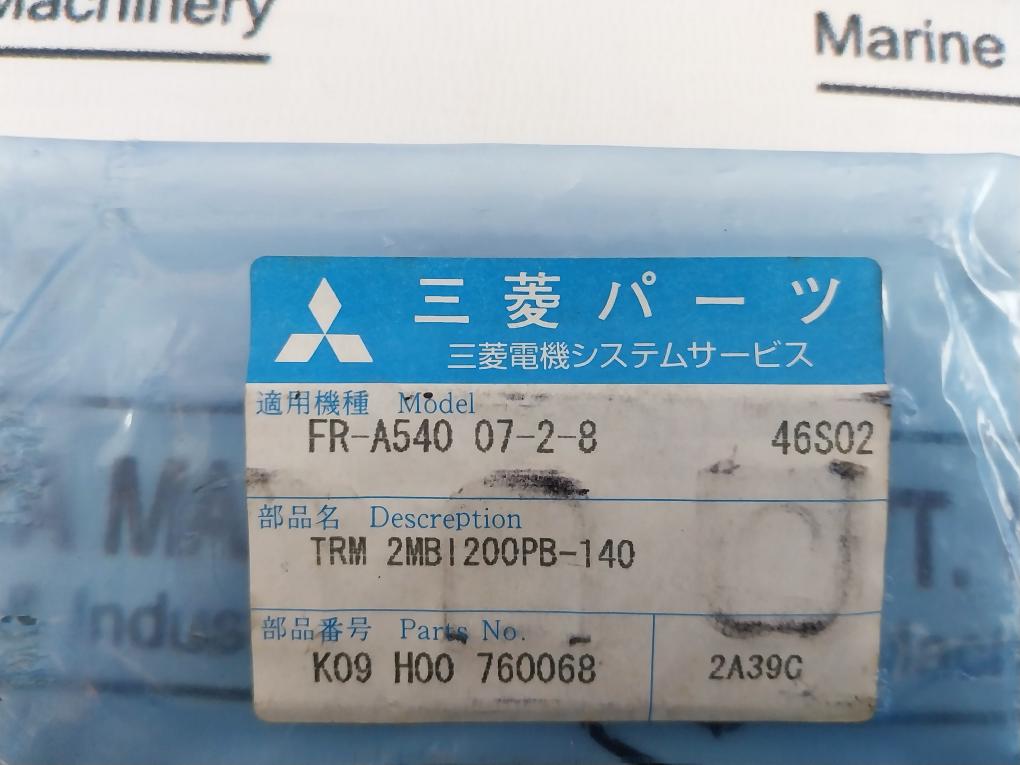 Machinery
Marine
三菱パーツ
三菱電機システムサービス
適用機種 Model
FR-A540 07-2-8 46S02
部品名 Descreption
TRM 2MBI200PB-140
部品番号 Parts No.
K09 H00 760068 2A39C
A MA
T.
Indus